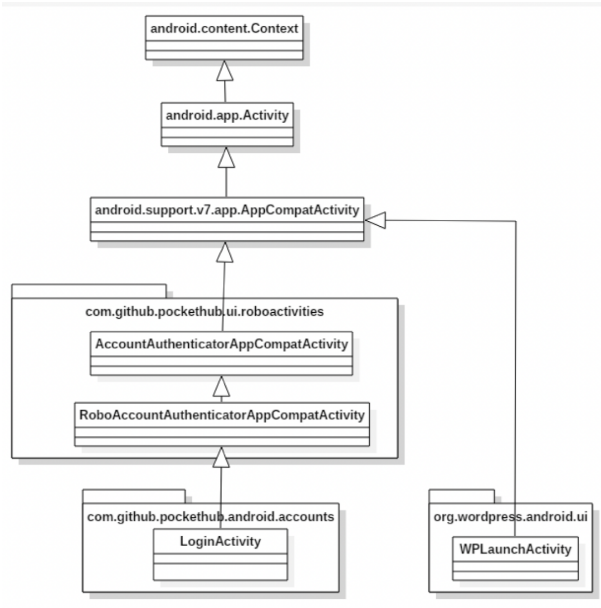 android.content.Context
android.app.Activity
android.support.v7.app.AppCompatActivity
com.github.pockethub.ui.roboactivities
AccountAuthenticatorAppCompatActivity
RoboAccountAuthenticatorAppCompatActivity
com.github.pockethub.android.accounts
LoginActivity
org.wordpress.android.ui
WPLaunchActivity